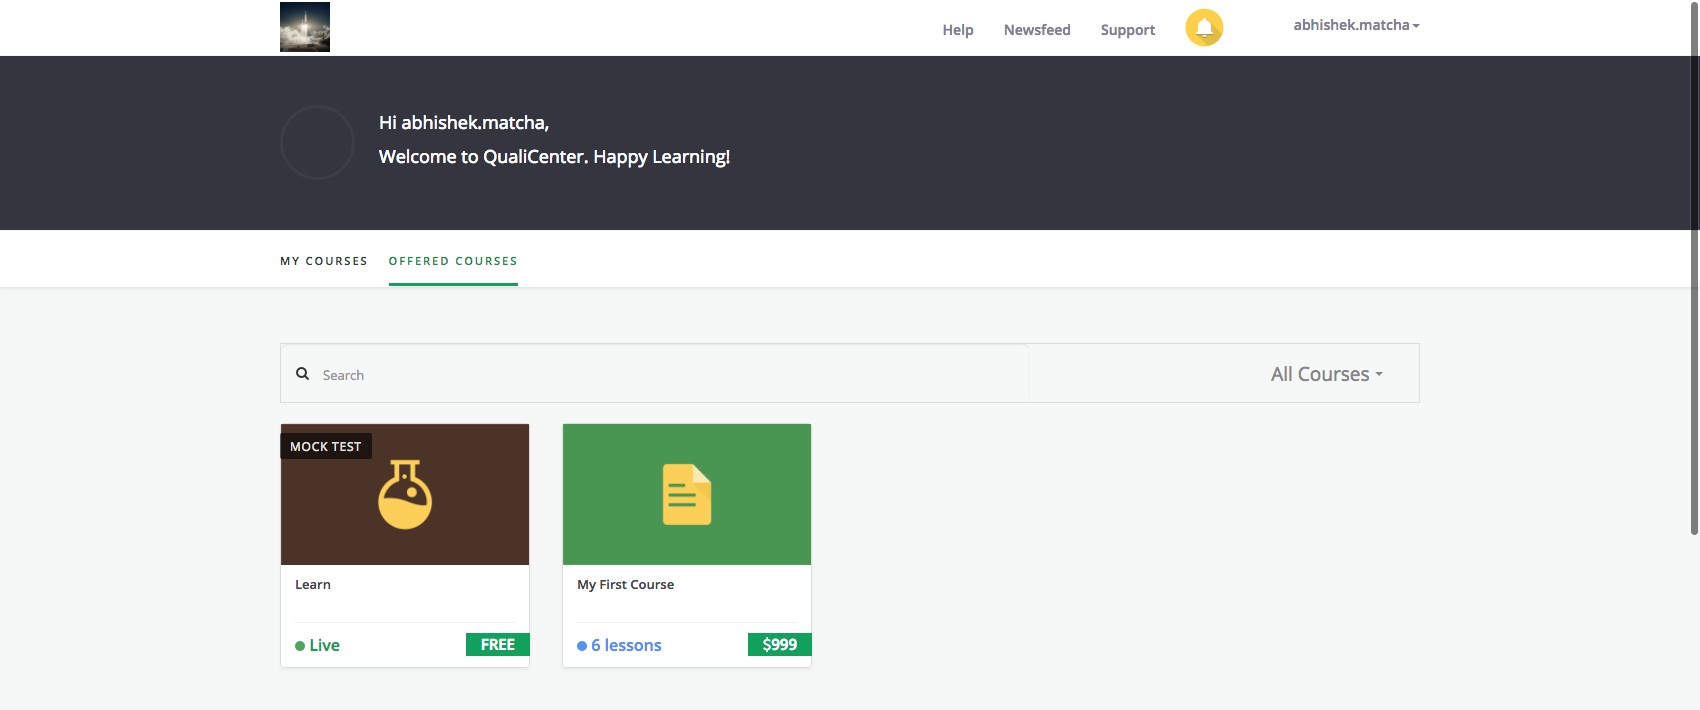 Help Newsfeed Support abhishek.matcha
Hi abhishek.matcha,
Welcome to QualiCenter. Happy Learning!
MY COURSES OFFERED COURSES
Search All Courses
MOCK TEST
Learn
Live FREE
My First Course
6 lessons $999